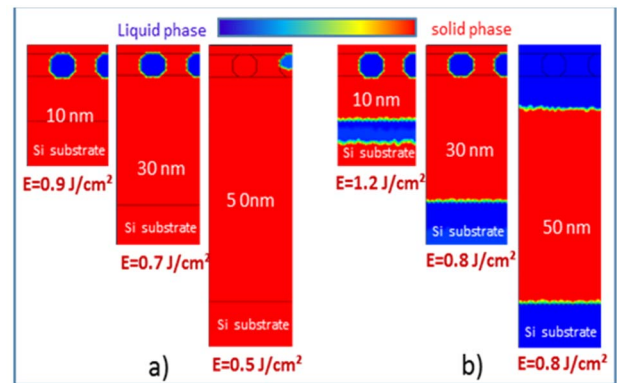 Liquid phase solid phase
10 nm
Si substrate
E=0.9 J/cm²
30 nm
Si substrate
E=0.7 J/cm²
5 0nm
Si substrate
E=0.5 J/cm²
a)
10 nm
Si substrate
E=1.2 J/cm²
30 nm
Si substrate
E=0.8 J/cm²
50 nm
Si substrate
E=0.8 J/cm²
b)